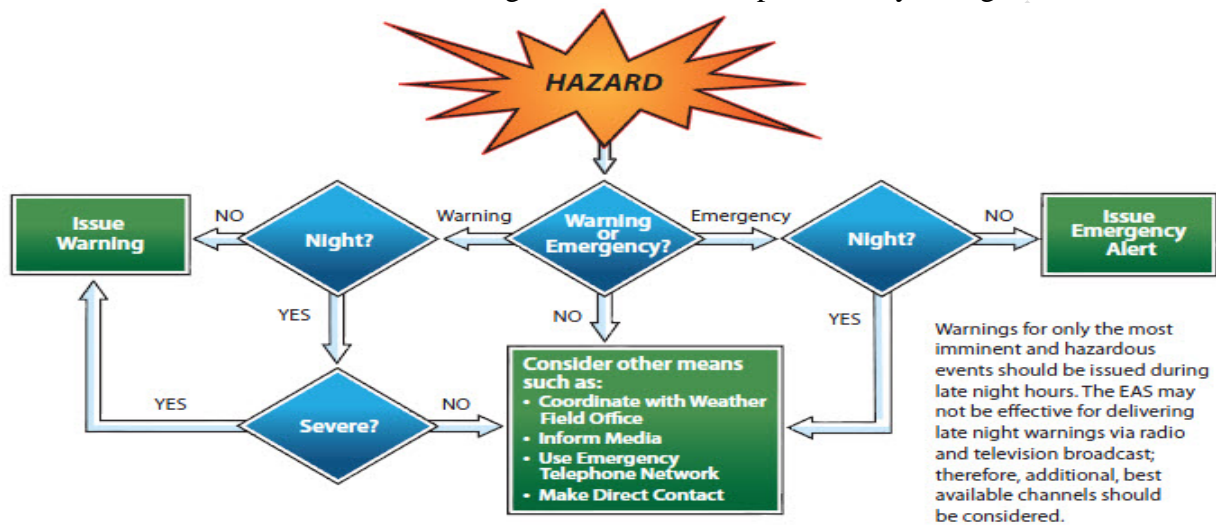 HAZARD
Issue
Warning
NO
Night?
Warning
Warning
or
Emergency?
Emergency
Night?
NO
Issue
Emergency
Alert
YES
NO
YES
Consider other means
such as:
• Coordinate with Weather
Field Office
• Inform Media
• Use Emergency
Telephone Network
• Make Direct Contact
YES
Severe?
NO
Warnings for only the most
imminent and hazardous
events should be issued during
late night hours. The EAS may
not be effective for delivering
late night warnings via radio
and television broadcast;
therefore, additional, best
available channels should
be considered.